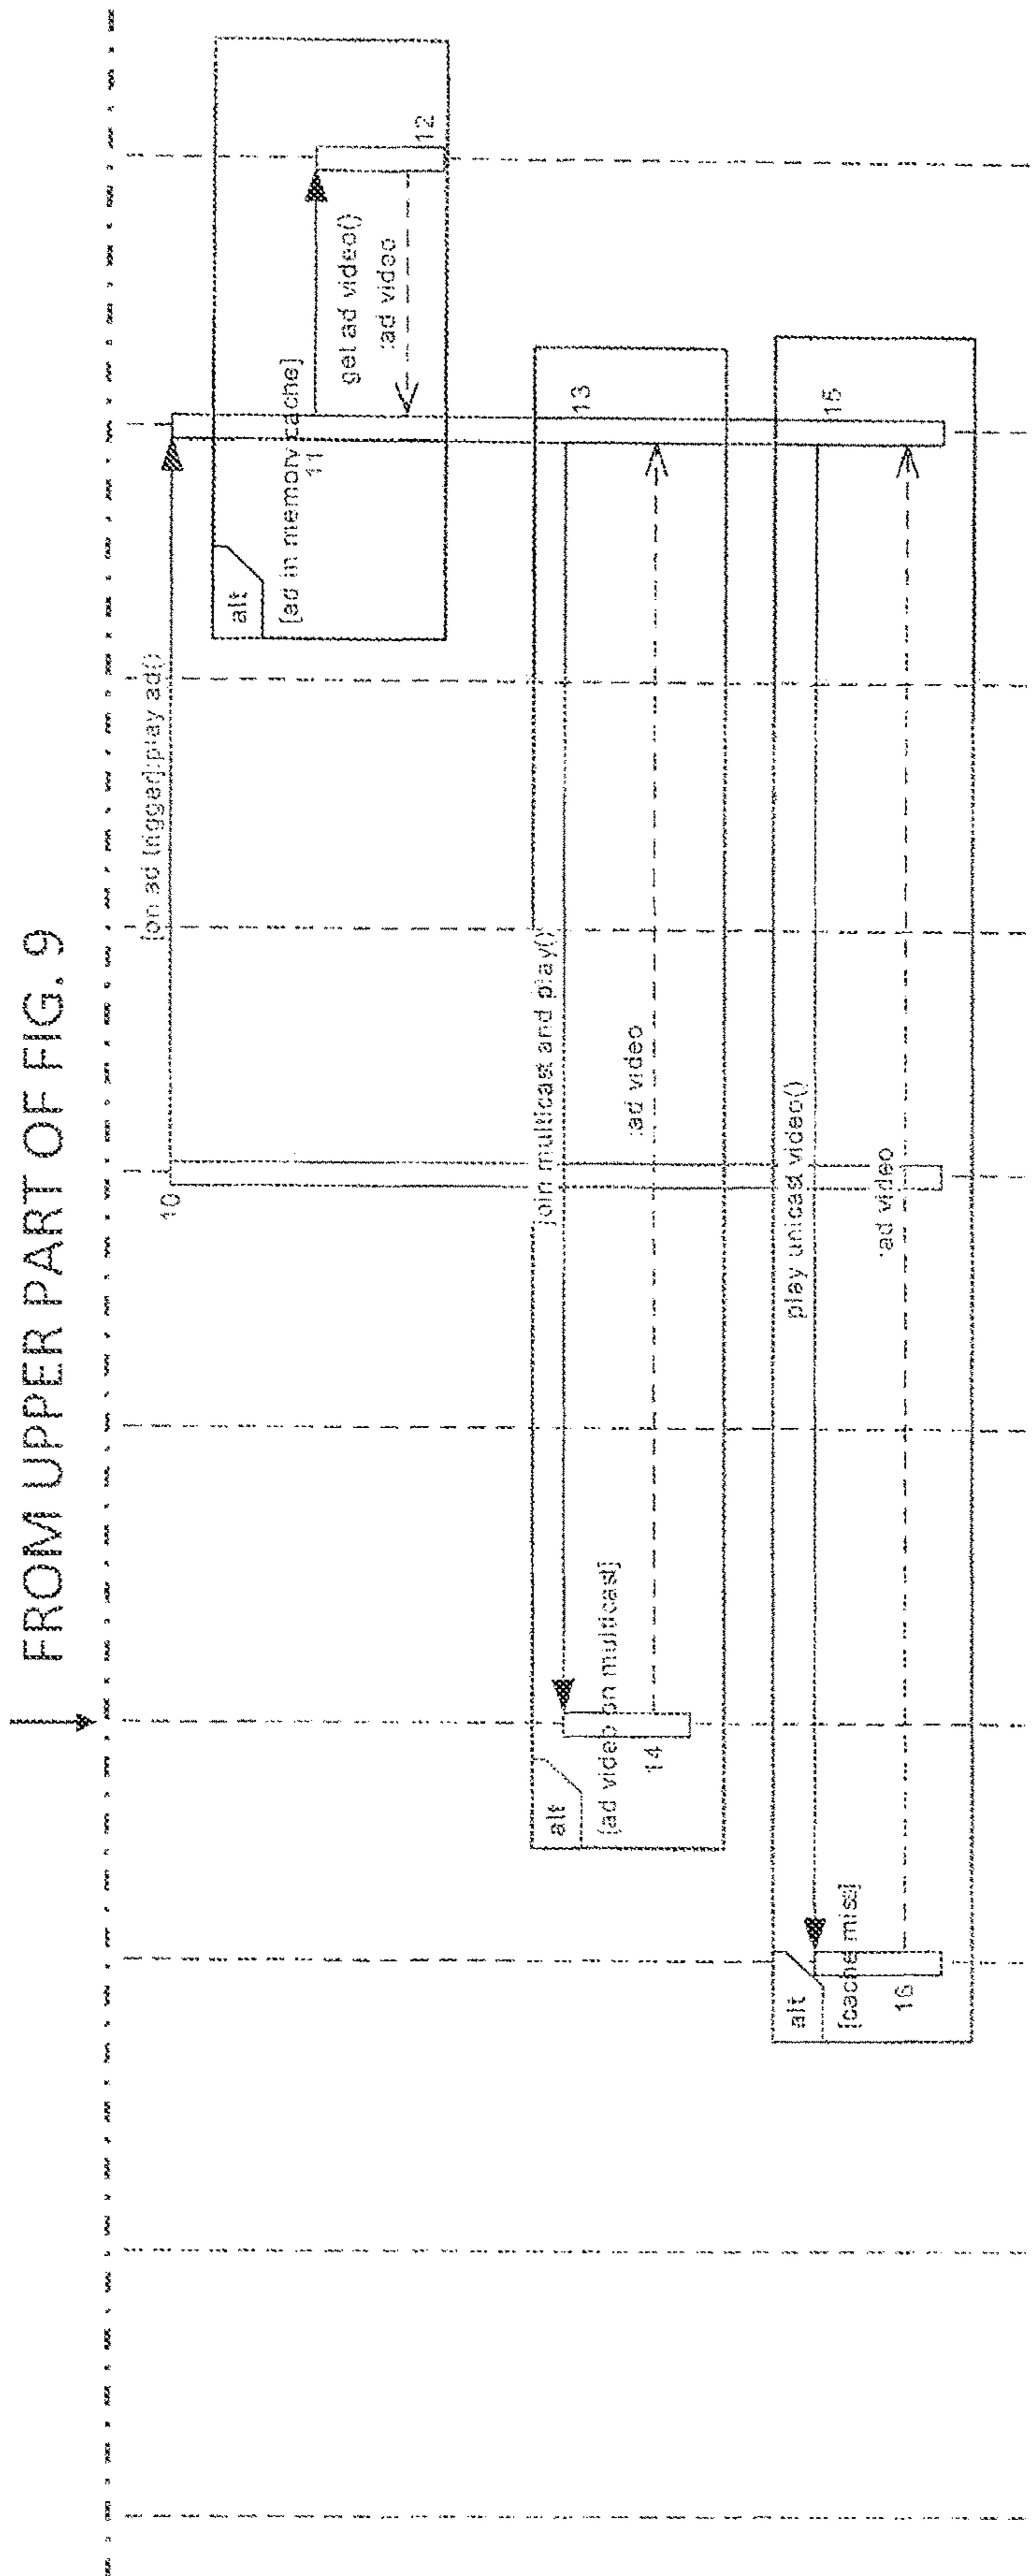 FROM UPPER PART OF FIG. 9
10
[on ad trigger]:play ad()
alt
[ad in memory cache]
11
get ad video()
:ad video
12
alt
[ad video on multicast]
join multicast and play()
13
:ad video
14
alt
[cache miss]
play unicast video()
15
:ad video
16